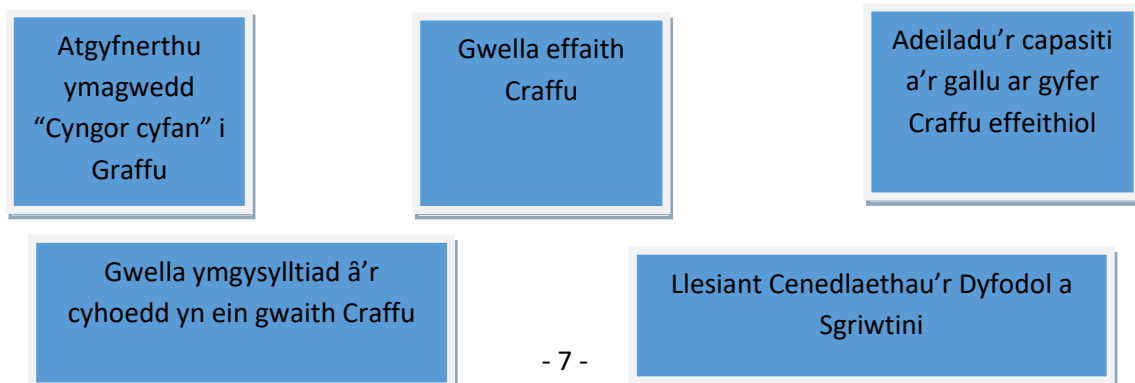 Atgyfnerthu
ymagwedd
“Cyngor cyfan” i
Graffu
Gwella effaith
Craffu
Adeiladu’r capasiti
a’r gallu ar gyfer
Craffu effeithiol
Gwella ymgysylltiad â’r
cyhoedd yn ein gwaith Craffu
Llesiant Cenedlaethau’r Dyfodol a
Sgriwtini
- 7 -